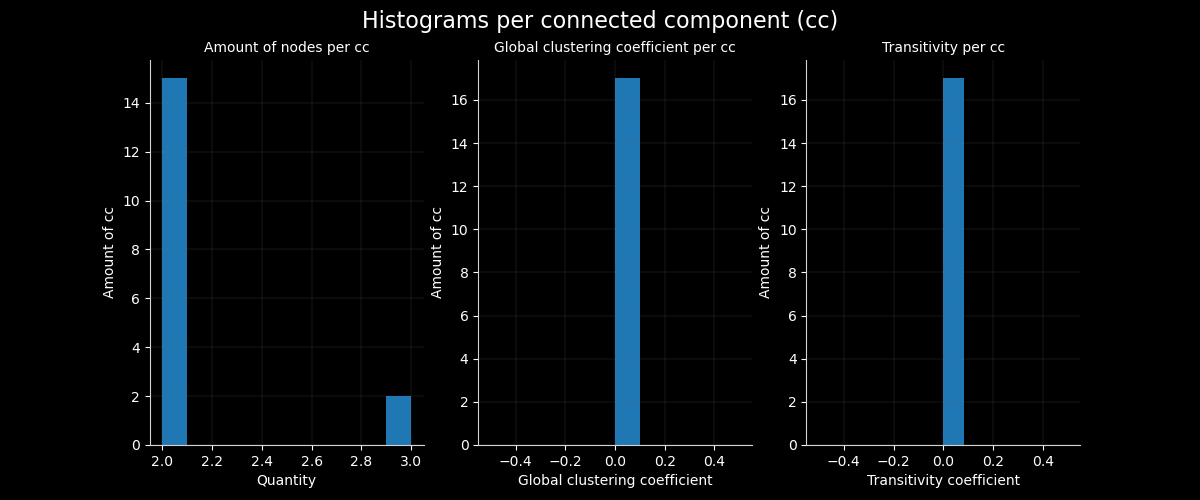 Histograms per connected component (cc)
Amount of nodes per cc
Amount of cc
14
12
10
8
6
4
2
0
2.0 2.2 2.4 2.6 2.8 3.0
Quantity
Global clustering coefficient per cc
Amount of cc
16
14
12
10
8
6
4
2
0
−0.4 −0.2 0.0 0.2 0.4
Global clustering coefficient
Transitivity per cc
Amount of cc
16
14
12
10
8
6
4
2
0
−0.4 −0.2 0.0 0.2 0.4
Transitivity coefficient